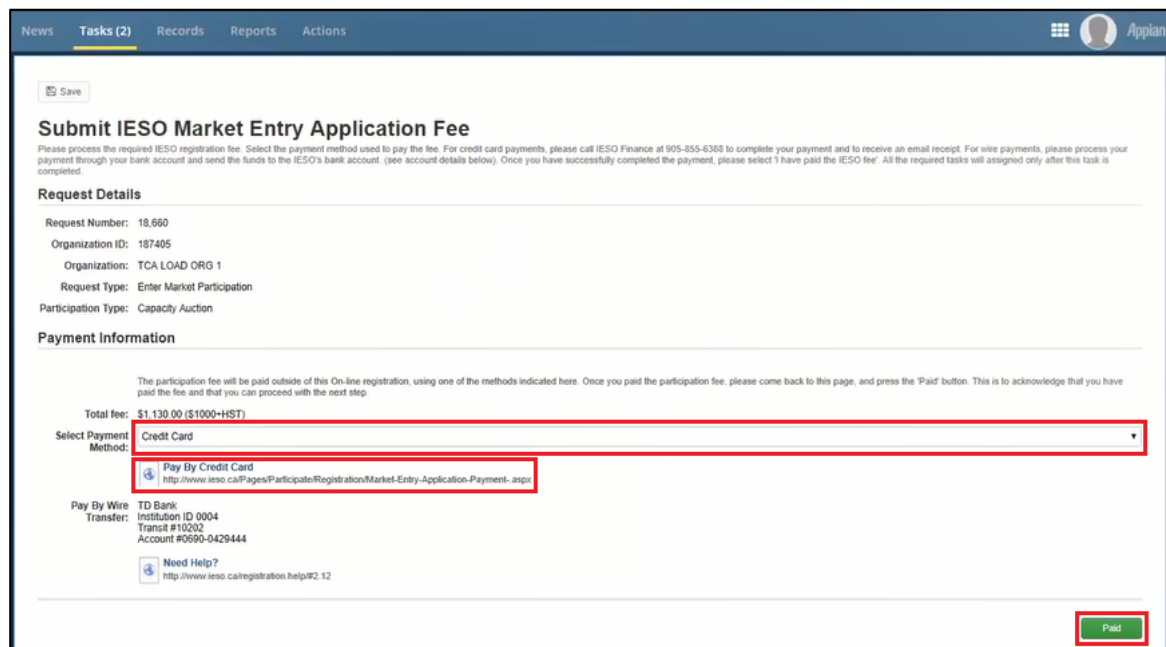 News Tasks (2) Records Reports Actions Appian
Save
Submit IESO Market Entry Application Fee
Please process the required IESO registration fee. Select the payment method used to pay the fee. For credit card payments, please call IESO Finance at 905-855-6388 to complete your payment and to receive an email receipt. For wire payments, please process your
payment through your bank account and send the funds to the IESO's bank account. (see account details below). Once you have successfully completed the payment, please select 'I have paid the IESO fee'. All the required tasks will assigned only after this task is
completed.
Request Details
Request Number: 18,660
Organization ID: 187405
Organization: TCA LOAD ORG 1
Request Type: Enter Market Participation
Participation Type: Capacity Auction
Payment Information
The participation fee will be paid outside of this On-line registration, using one of the methods indicated here. Once you paid the participation fee, please come back to this page, and press the 'Paid' button. This is to acknowledge that you have
paid the fee and that you can proceed with the next step.
Total fee: $1,130.00 ($1000+HST)
Select Payment Credit Card
Method:
Pay By Credit Card
http://www.ieso.ca/Pages/Participate/Registration/Market-Entry-Application-Payment-.aspx
Pay By Wire TD Bank
Transfer: Institution ID 0004
Transit #10202
Account #0690-0429444
Need Help?
http://www.ieso.ca/registration.help/#2.12
Paid